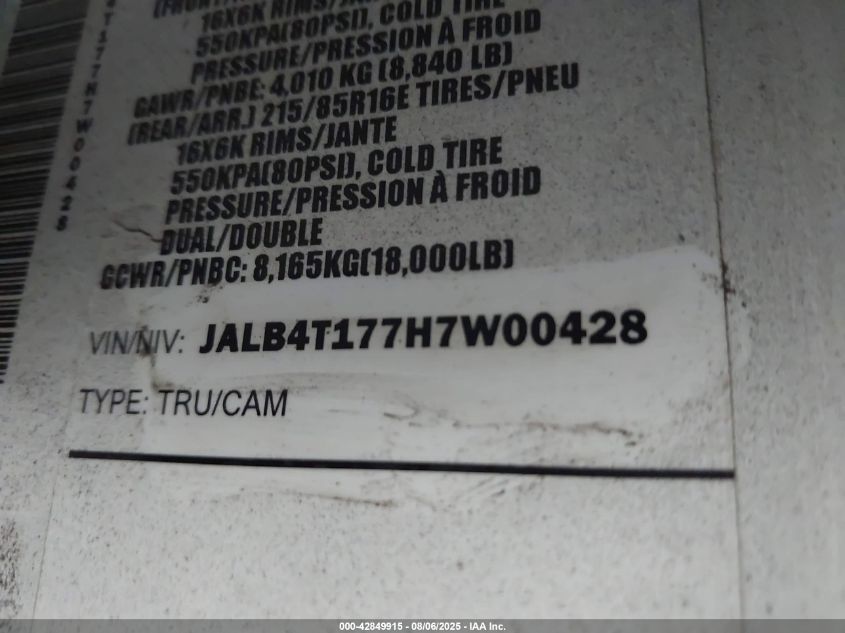 16X6K RIMS/JANTE
550KPA(80PSI), COLD TIRE
PRESSURE/PRESSION À FROID
GAWR/PNBE: 4,010 KG (8,840 LB)
(REAR/ARR.) 215/85R16E TIRES/PNEU
16X6K RIMS/JANTE
550KPA(80PSI), COLD TIRE
PRESSURE/PRESSION À FROID
DUAL/DOUBLE
GCWR/PNBC: 8,165KG(18,000LB)
VIN/NIV: JALB4T177H7W00428
TYPE: TRU/CAM
T177H7W00428
000-42849915 - 08/06/2025 - IAA Inc.